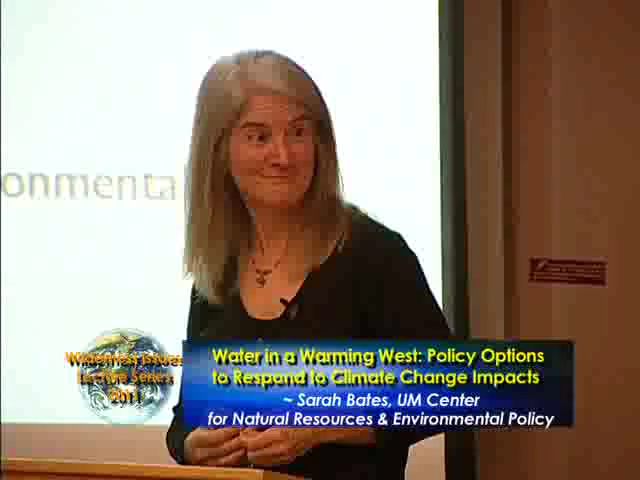 onmenta
Wilderness Issues
Lecture Series
2011
Water in a Warming West: Policy Options
to Respond to Climate Change Impacts
~ Sarah Bates, UM Center
for Natural Resources & Environmental Policy